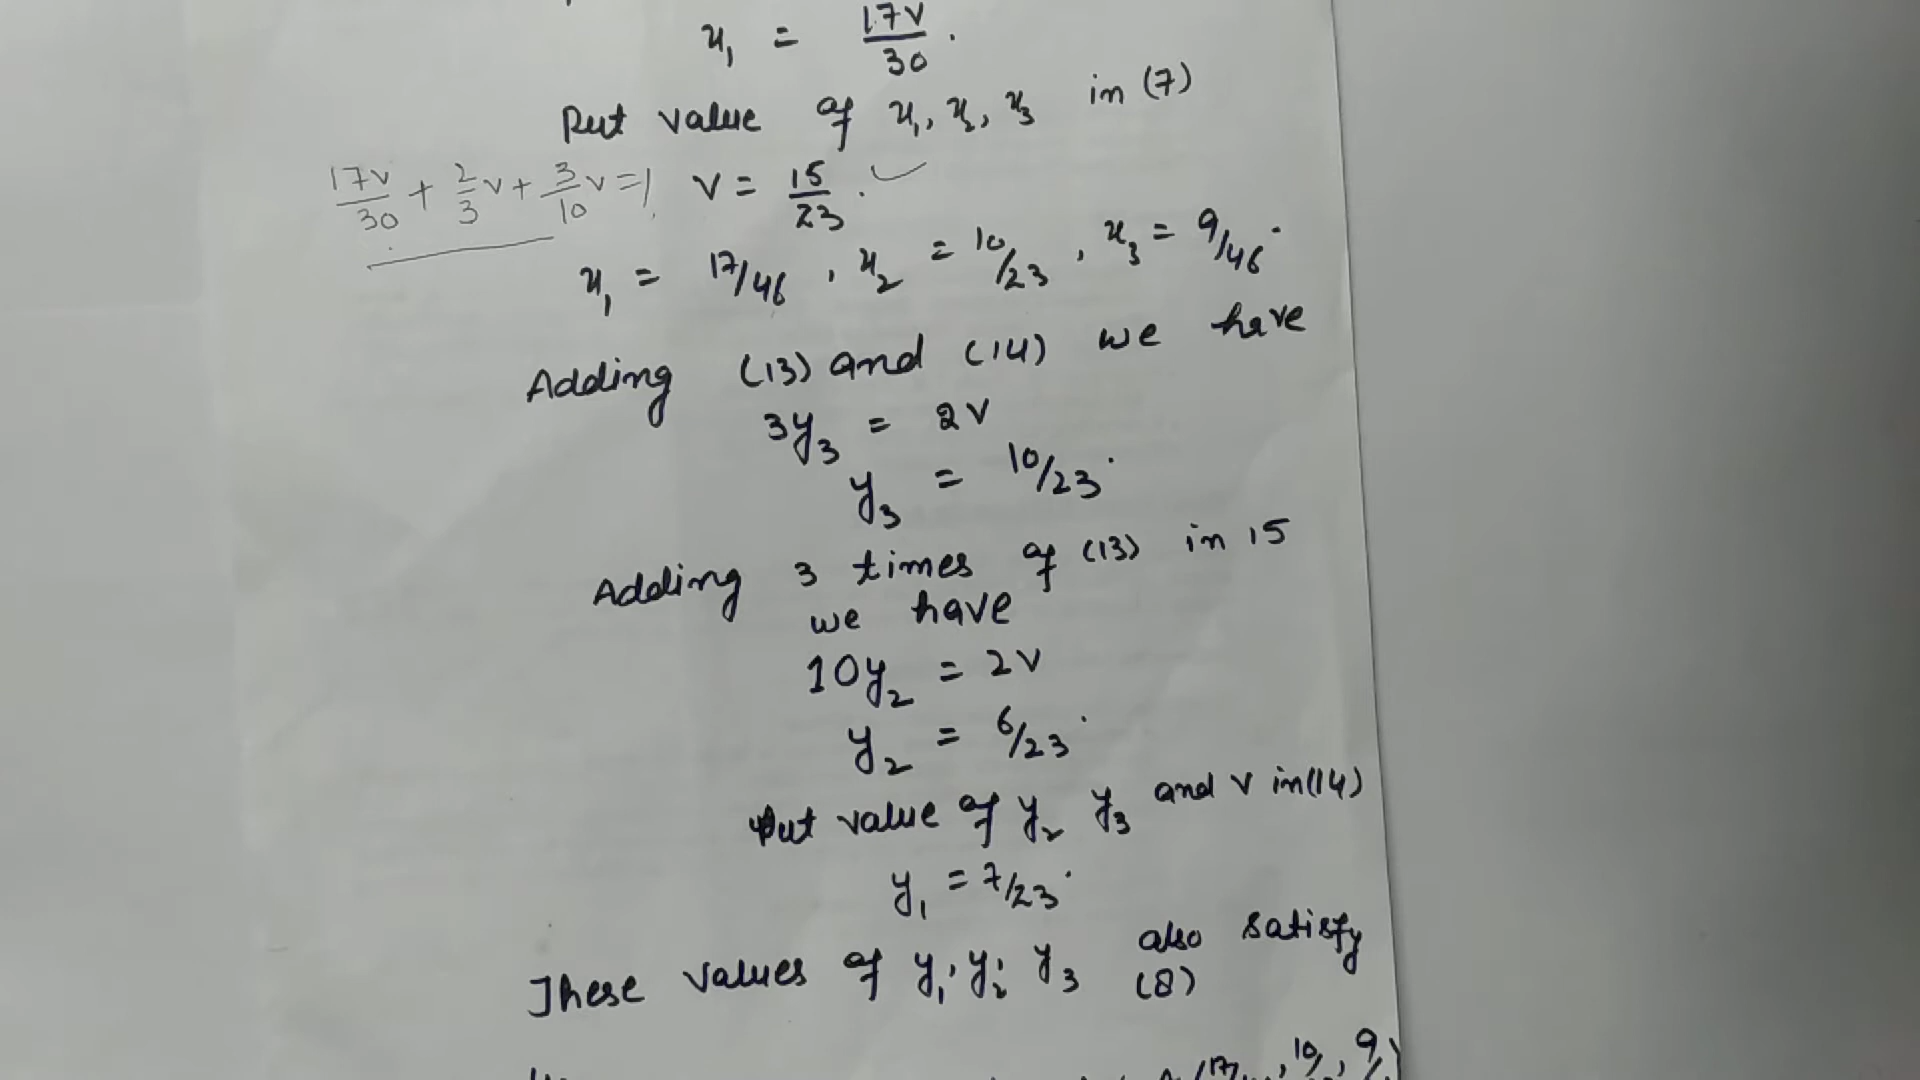 x₁ = 17v/30 .
Put value of x₁, x₂, x₃ in (7)
17v/30 + 2/3 v + 3/10 v = 1 v = 15/23 . ✓
x₁ = 17/46 , x₂ = 10/23 , x₃ = 9/46 .
Adding (13) and (14) we have
3y₃ = 2v
y₃ = 10/23 .
Adding 3 times of (13) in 15
we have
10y₂ = 2v
y₂ = 6/23 .
Put value of y₂ y₃ and v in (14)
y₁ = 7/23 .
These values of y₁, y₂, y₃ also satisfy
(8)